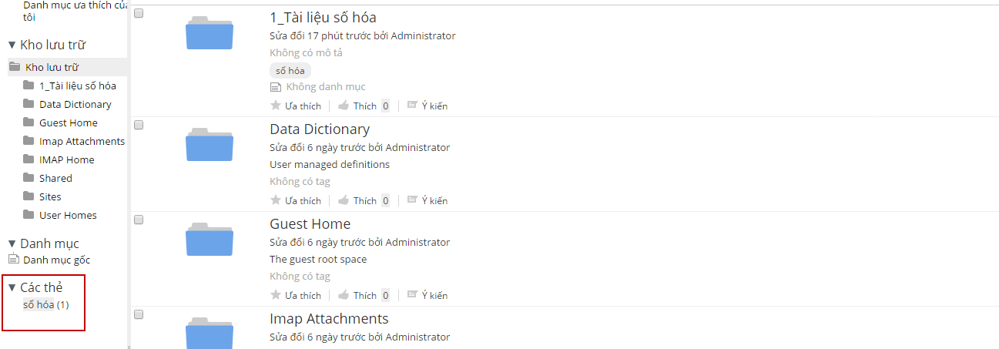 Danh mục ưa thích của
tôi
Kho lưu trữ
Kho lưu trữ
1_Tài liệu số hóa
Data Dictionary
Guest Home
Imap Attachments
IMAP Home
Shared
Sites
User Homes
Danh mục
Danh mục gốc
Các thẻ
số hóa (1)
1_Tài liệu số hóa
Sửa đổi 17 phút trước bởi Administrator
Không có mô tả
số hóa
Không danh mục
Ưa thích Thích 0 Ý kiến
Data Dictionary
Sửa đổi 6 ngày trước bởi Administrator
User managed definitions
Không có tag
Ưa thích Thích 0 Ý kiến
Guest Home
Sửa đổi 6 ngày trước bởi Administrator
The guest root space
Không có tag
Ưa thích Thích 0 Ý kiến
Imap Attachments
Sửa đổi 6 ngày trước bởi Administrator